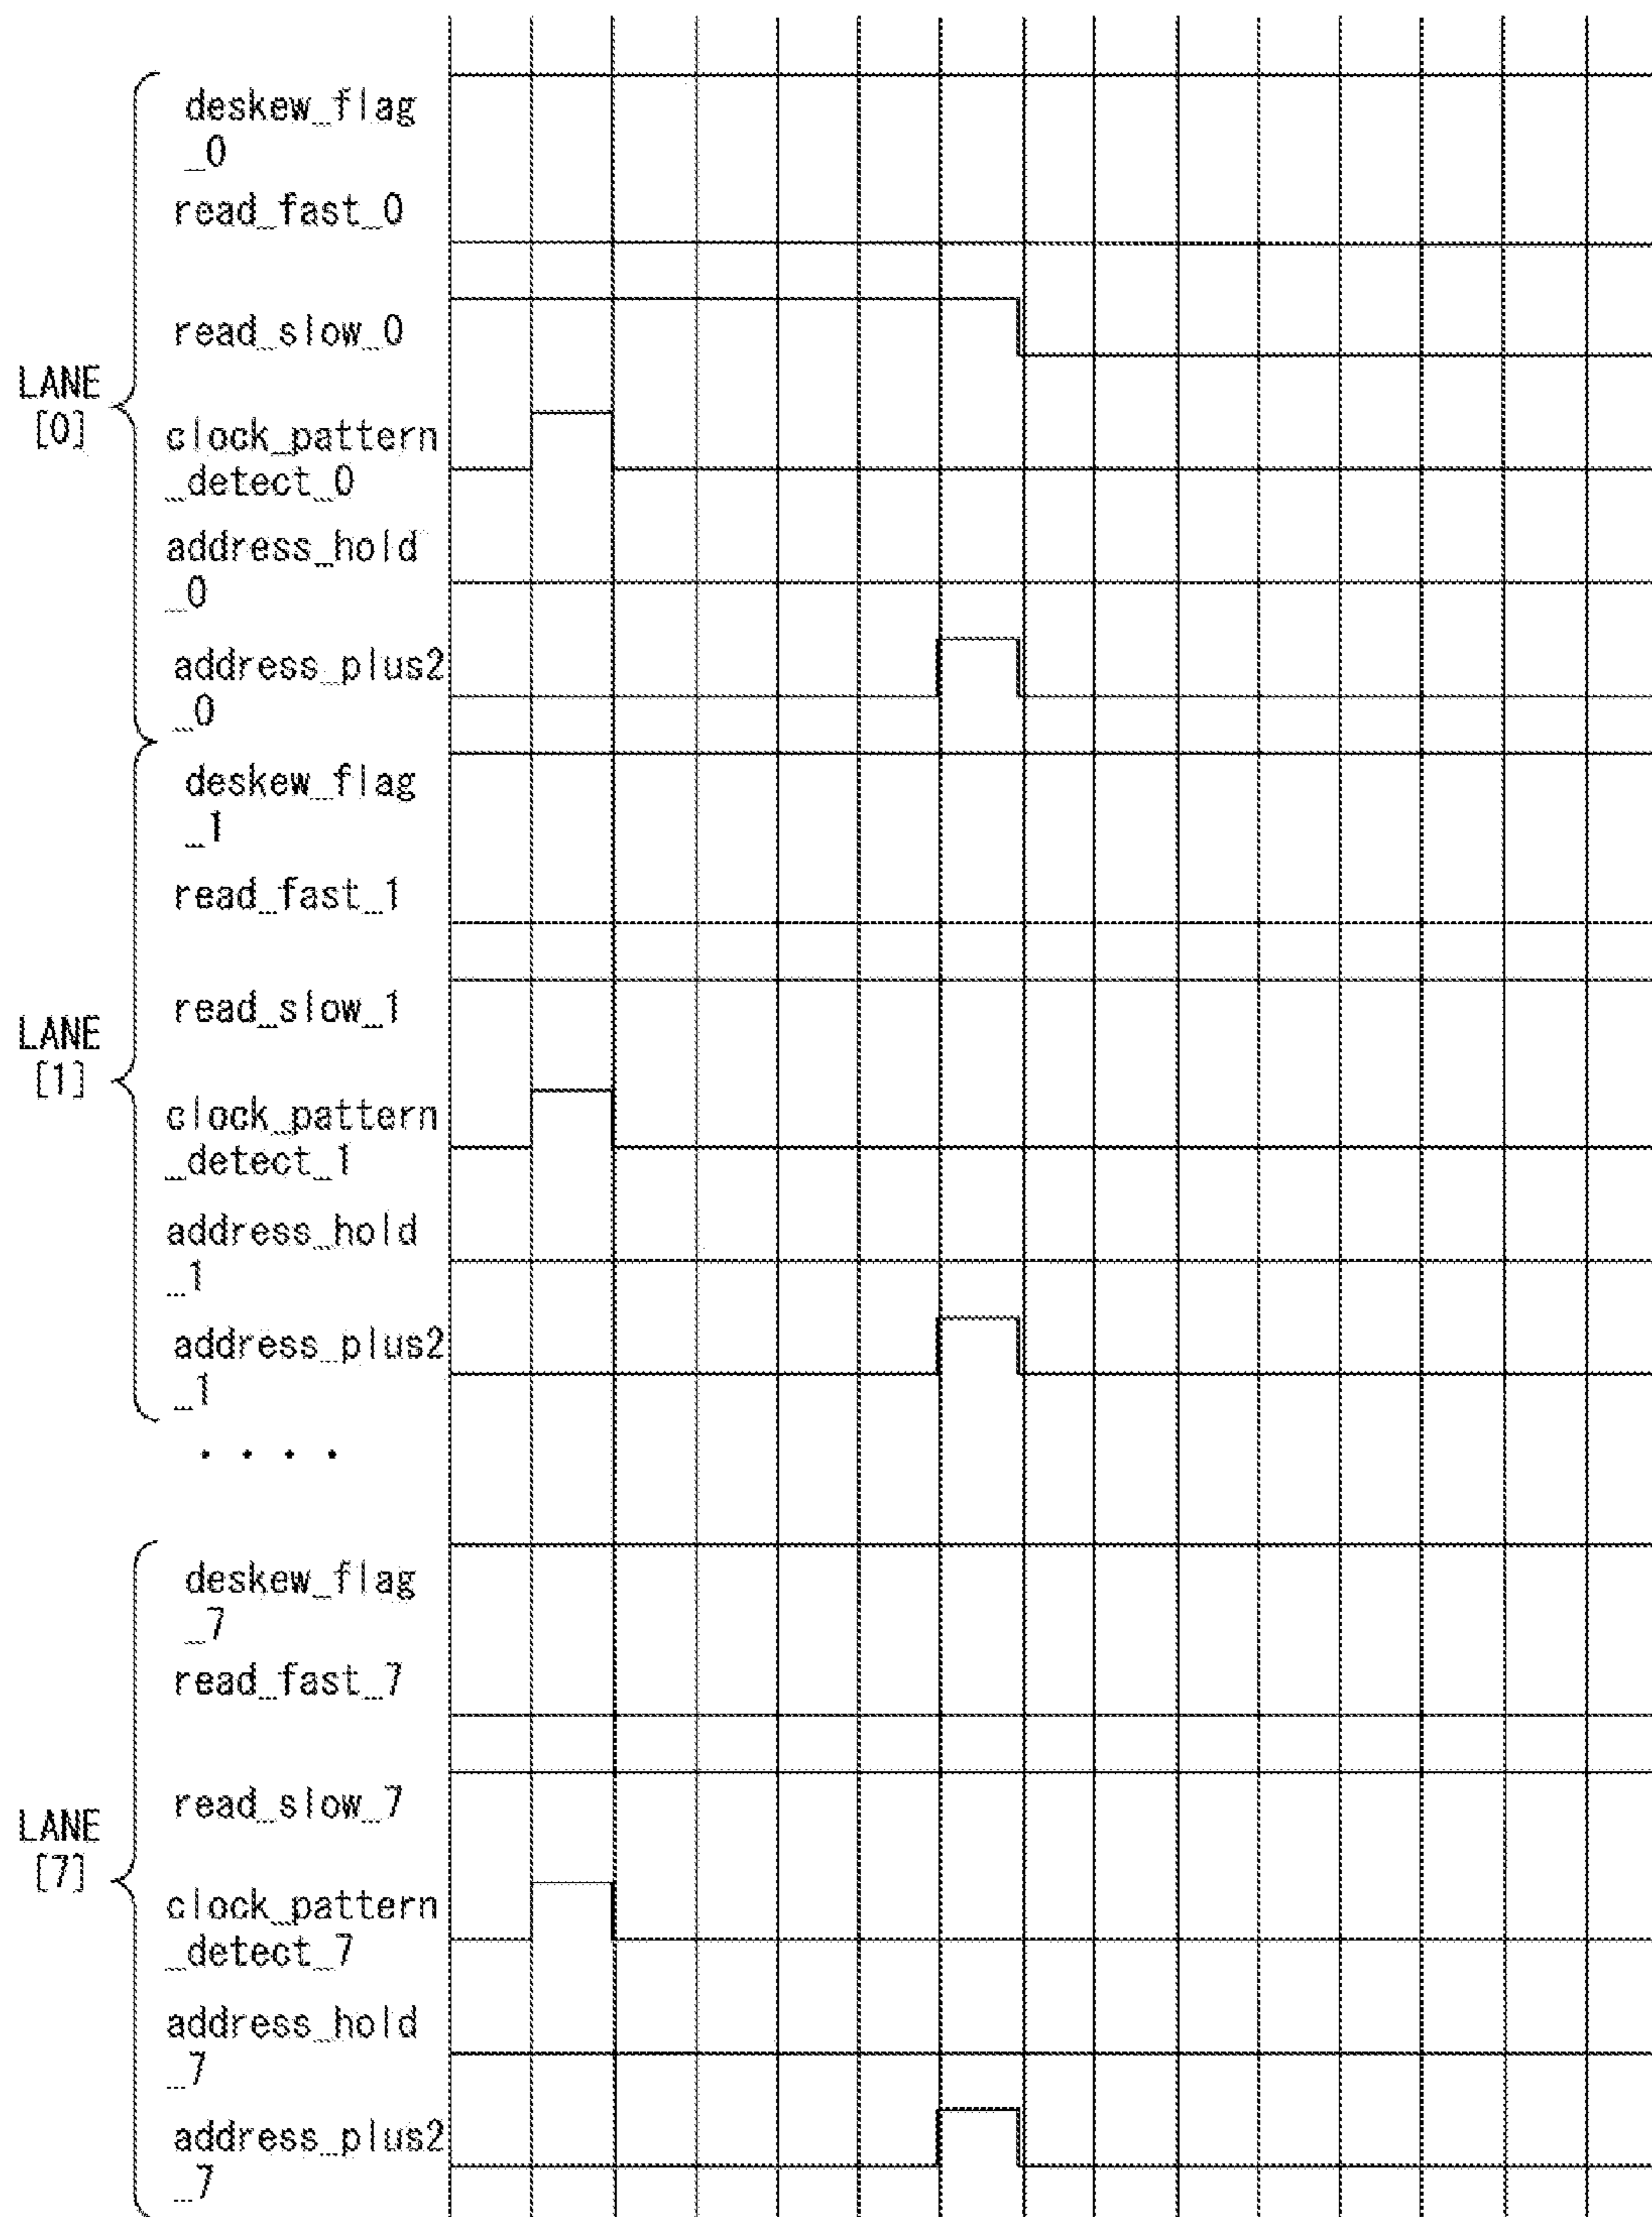 deskew_flag
_0
read_fast_0
read_slow_0
LANE
[0]
clock_pattern
_detect_0
address_hold
_0
address_plus2
_0
deskew_flag
_1
read_fast_1
read_slow_1
LANE
[1]
clock_pattern
_detect_1
address_hold
_1
address_plus2
_1
....
deskew_flag
_7
read_fast_7
read_slow_7
LANE
[7]
clock_pattern
_detect_7
address_hold
_7
address_plus2
_7